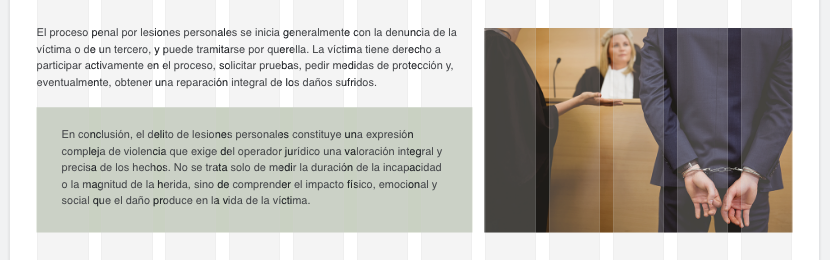 El proceso penal por lesiones personales se inicia generalmente con la denuncia de la
víctima o de un tercero, y puede tramitarse por querella. La víctima tiene derecho a
participar activamente en el proceso, solicitar pruebas, pedir medidas de protección y,
eventualmente, obtener una reparación integral de los daños sufridos.
En conclusión, el delito de lesiones personales constituye una expresión
compleja de violencia que exige del operador jurídico una valoración integral y
precisa de los hechos. No se trata solo de medir la duración de la incapacidad
o la magnitud de la herida, sino de comprender el impacto físico, emocional y
social que el daño produce en la vida de la víctima.